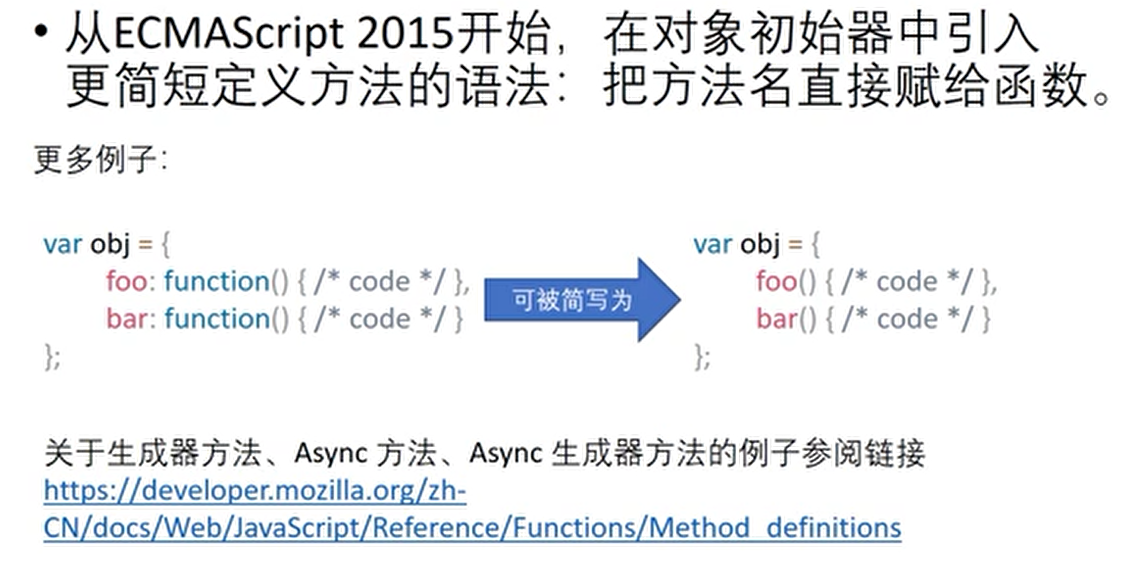 • 从ECMAScript 2015开始，在对象初始器中引入
更简短定义方法的语法：把方法名直接赋给函数。
更多例子：
var obj = {
foo: function() { /* code */ },
bar: function() { /* code */ }
};
可被简写为
var obj = {
foo() { /* code */ },
bar() { /* code */ }
};
关于生成器方法、Async 方法、Async 生成器方法的例子参阅链接
https://developer.mozilla.org/zh-
CN/docs/Web/JavaScript/Reference/Functions/Method_definitions